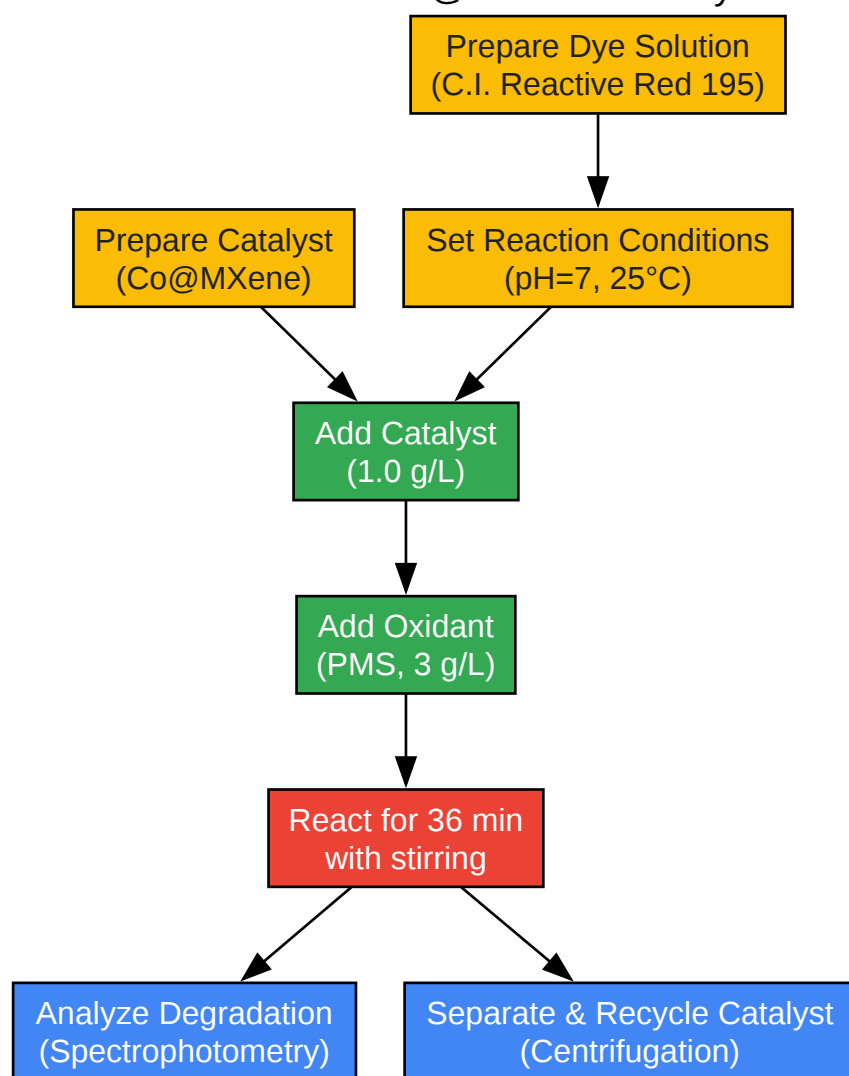 Prepare Dye Solution
(C.I. Reactive Red 195)
Prepare Catalyst
(Co@MXene)
Set Reaction Conditions
(pH=7, 25°C)
Add Catalyst
(1.0 g/L)
Add Oxidant
(PMS, 3 g/L)
React for 36 min
with stirring
Analyze Degradation
(Spectrophotometry)
Separate & Recycle Catalyst
(Centrifugation)